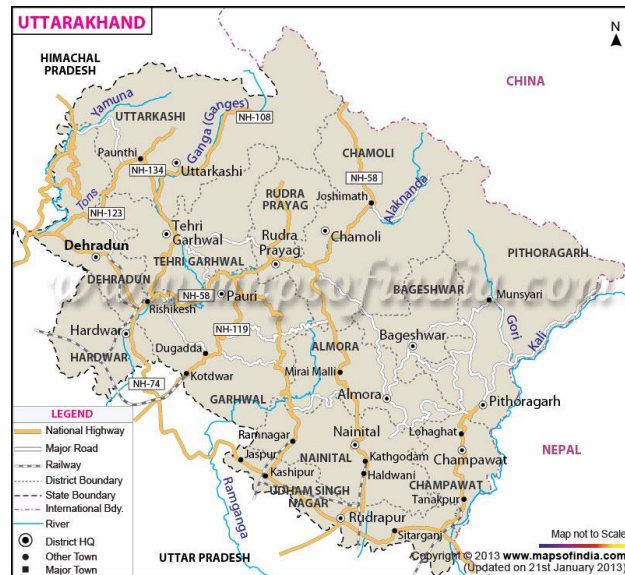 UTTARAKHAND
N
HIMACHAL
PRADESH
CHINA
Yamuna
UTTARKASHI
Ganga (Ganges)
NH-108
Paunthi
Uttarkashi
NH-134
CHAMOLI
NH-58
Joshimath
Alaknanda
RUDRA
PRAYAG
Tons
NH-123
Tehri
Garhwal
Rudra
Prayag
Chamoli
Dehradun
TEHRI GARHWAL
PITHORAGARH
www.mapsofindia.com
DEHRADUN
NH-58
Pauri
Rishikesh
BAGESHWAR
Munsyari
Gori
Kali
Hardwar
NH-119
HARDWAR
Dugadda
ALMORA
Bageshwar
Kotdwar
Mirai Malli
NH-74
GARHWAL
Almora
Pithoragarh
LEGEND
National Highway
Major Road
Railway
District Boundary
State Boundary
International Bdy.
River
District HQ
Other Town
Major Town
Ramnagar
Nainital
Lohaghat
NEPAL
Jaspur
NAINITAL
Kathgodam
Champawat
Kashipur
Haldwani
CHAMPAWAT
UDHAM SINGH
NAGAR
Tanakpur
Ramganga
Rudrapur
Sitarganj
UTTAR PRADESH
Map not to Scale
Copyright © 2013 www.mapsofindia.com
(Updated on 21st January 2013)